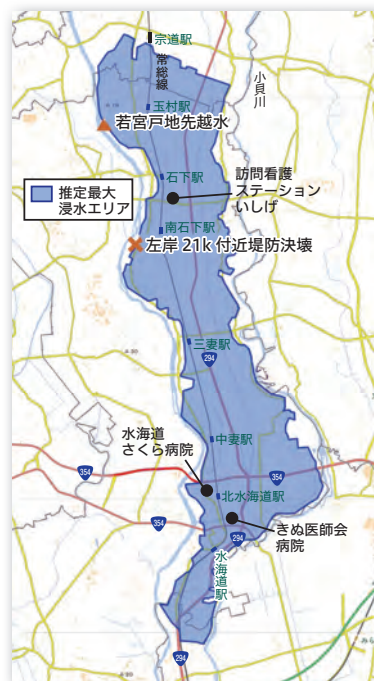 宗道駅
常総線
小貝川
玉村駅
若宮戸地先越水
石下駅
訪問看護
ステーション
いしげ
推定最大
浸水エリア
南石下駅
左岸 21k 付近堤防決壊
三妻駅
294
水海道
さくら病院
中妻駅
354
354
北水海道駅
354
きぬ医師会
病院
294
水海道駅
294